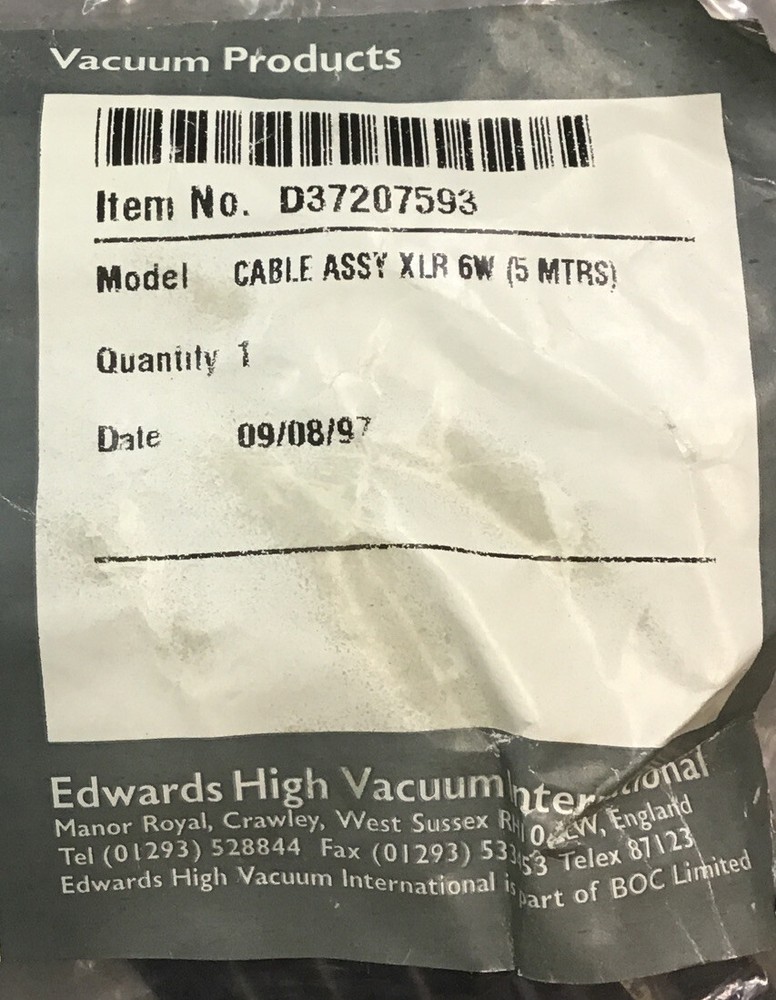 Vacuum Products
Item No. D37207593
Model CABLE ASSY XLR 6W (5 MTRS)
Quantity 1
Date 09/08/97
Edwards High Vacuum International
Manor Royal, Crawley, West Sussex England
Tel (01293) 528844 Fax (01293) Telex 87123
Edwards High Vacuum International is part of BOC Limited